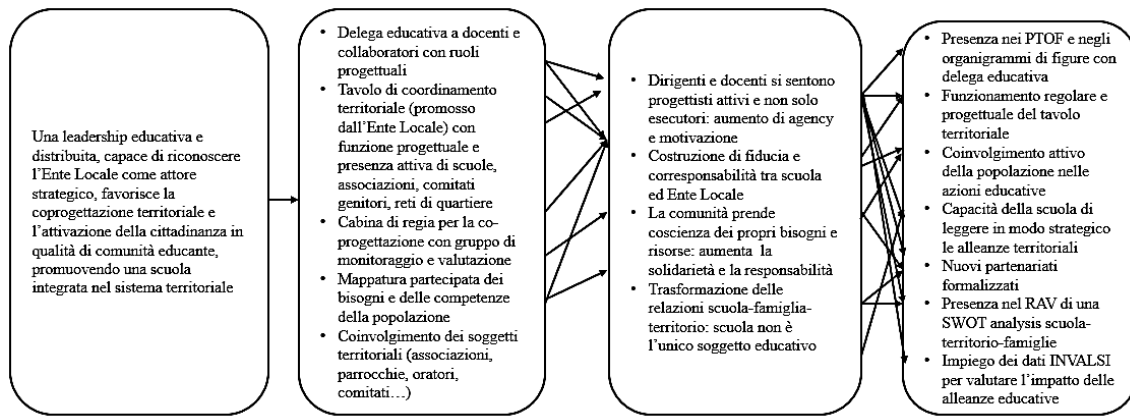 Una leadership educativa e
distribuita, capace di riconoscere
l’Ente Locale come attore
strategico, favorisce la
coprogettazione territoriale e
l’attivazione della cittadinanza in
qualità di comunità educante,
promuovendo una scuola
integrata nel sistema territoriale
• Delega educativa a docenti e
collaboratori con ruoli
progettuali
• Tavolo di coordinamento
territoriale (promosso
dall’Ente Locale) con
funzione progettuale e
presenza attiva di scuole,
associazioni, comitati
genitori, reti di quartiere
• Cabina di regia per la co-
progettazione con gruppo di
monitoraggio e valutazione
• Mappatura partecipata dei
bisogni e delle competenze
della popolazione
• Coinvolgimento dei soggetti
territoriali (associazioni,
parrocchie, oratori,
comitati…)
• Dirigenti e docenti si sentono
progettisti attivi e non solo
esecutori: aumento di agency
e motivazione
• Costruzione di fiducia e
corresponsabilità tra scuola
ed Ente Locale
• La comunità prende
coscienza dei propri bisogni e
risorse: aumenta la
solidarietà e la responsabilità
• Trasformazione delle
relazioni scuola-famiglia-
territorio: scuola non è
l’unico soggetto educativo
• Presenza nei PTOF e negli
organigrammi di figure con
delega educativa
• Funzionamento regolare e
progettuale del tavolo
territoriale
• Coinvolgimento attivo
della popolazione nelle
azioni educative
• Capacità della scuola di
leggere in modo strategico
le alleanze territoriali
• Nuovi partenariati
formalizzati
• Presenza nel RAV di una
SWOT analysis scuola-
territorio-famiglie
• Impiego dei dati INVALSI
per valutare l’impatto delle
alleanze educative